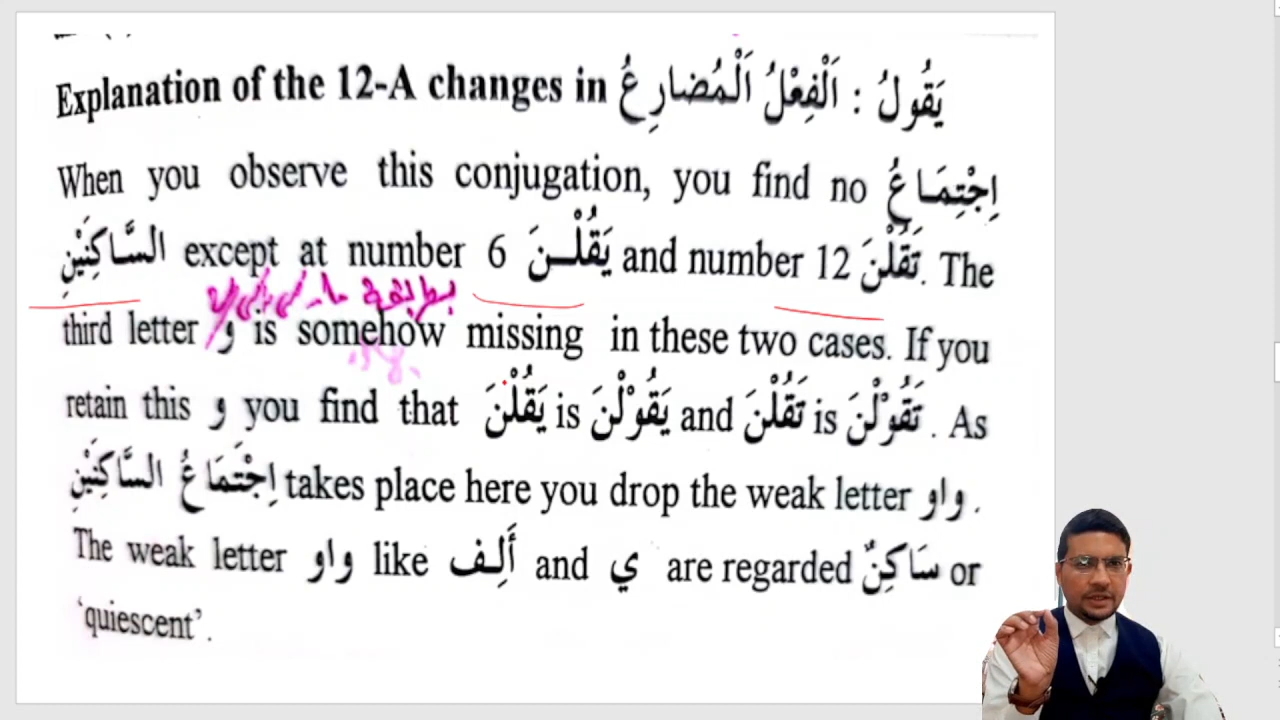 Explanation of the 12-A changes in يَقُولُ : اَلْفِعْلُ اَلْمُضارِعُ
When you observe this conjugation, you find no اِجْتِمَاعُ
السَّاكِنَيْنِ except at number 6 يَقُلْـنَ and number 12 تَقُلْنَ. The
third letter و is somehow missing in these two cases. If you
retain this و you find that يَقُلْنَ is يَقُوْلْنَ and تَقُلْنَ is تَقُوْلْنَ . As
اِجْتَمَاعُ السَّاكِنَيْنِ takes place here you drop the weak letter واو .
The weak letter واو like أَلِـف and ي are regarded سَاكِنٌ or
'quiescent'.